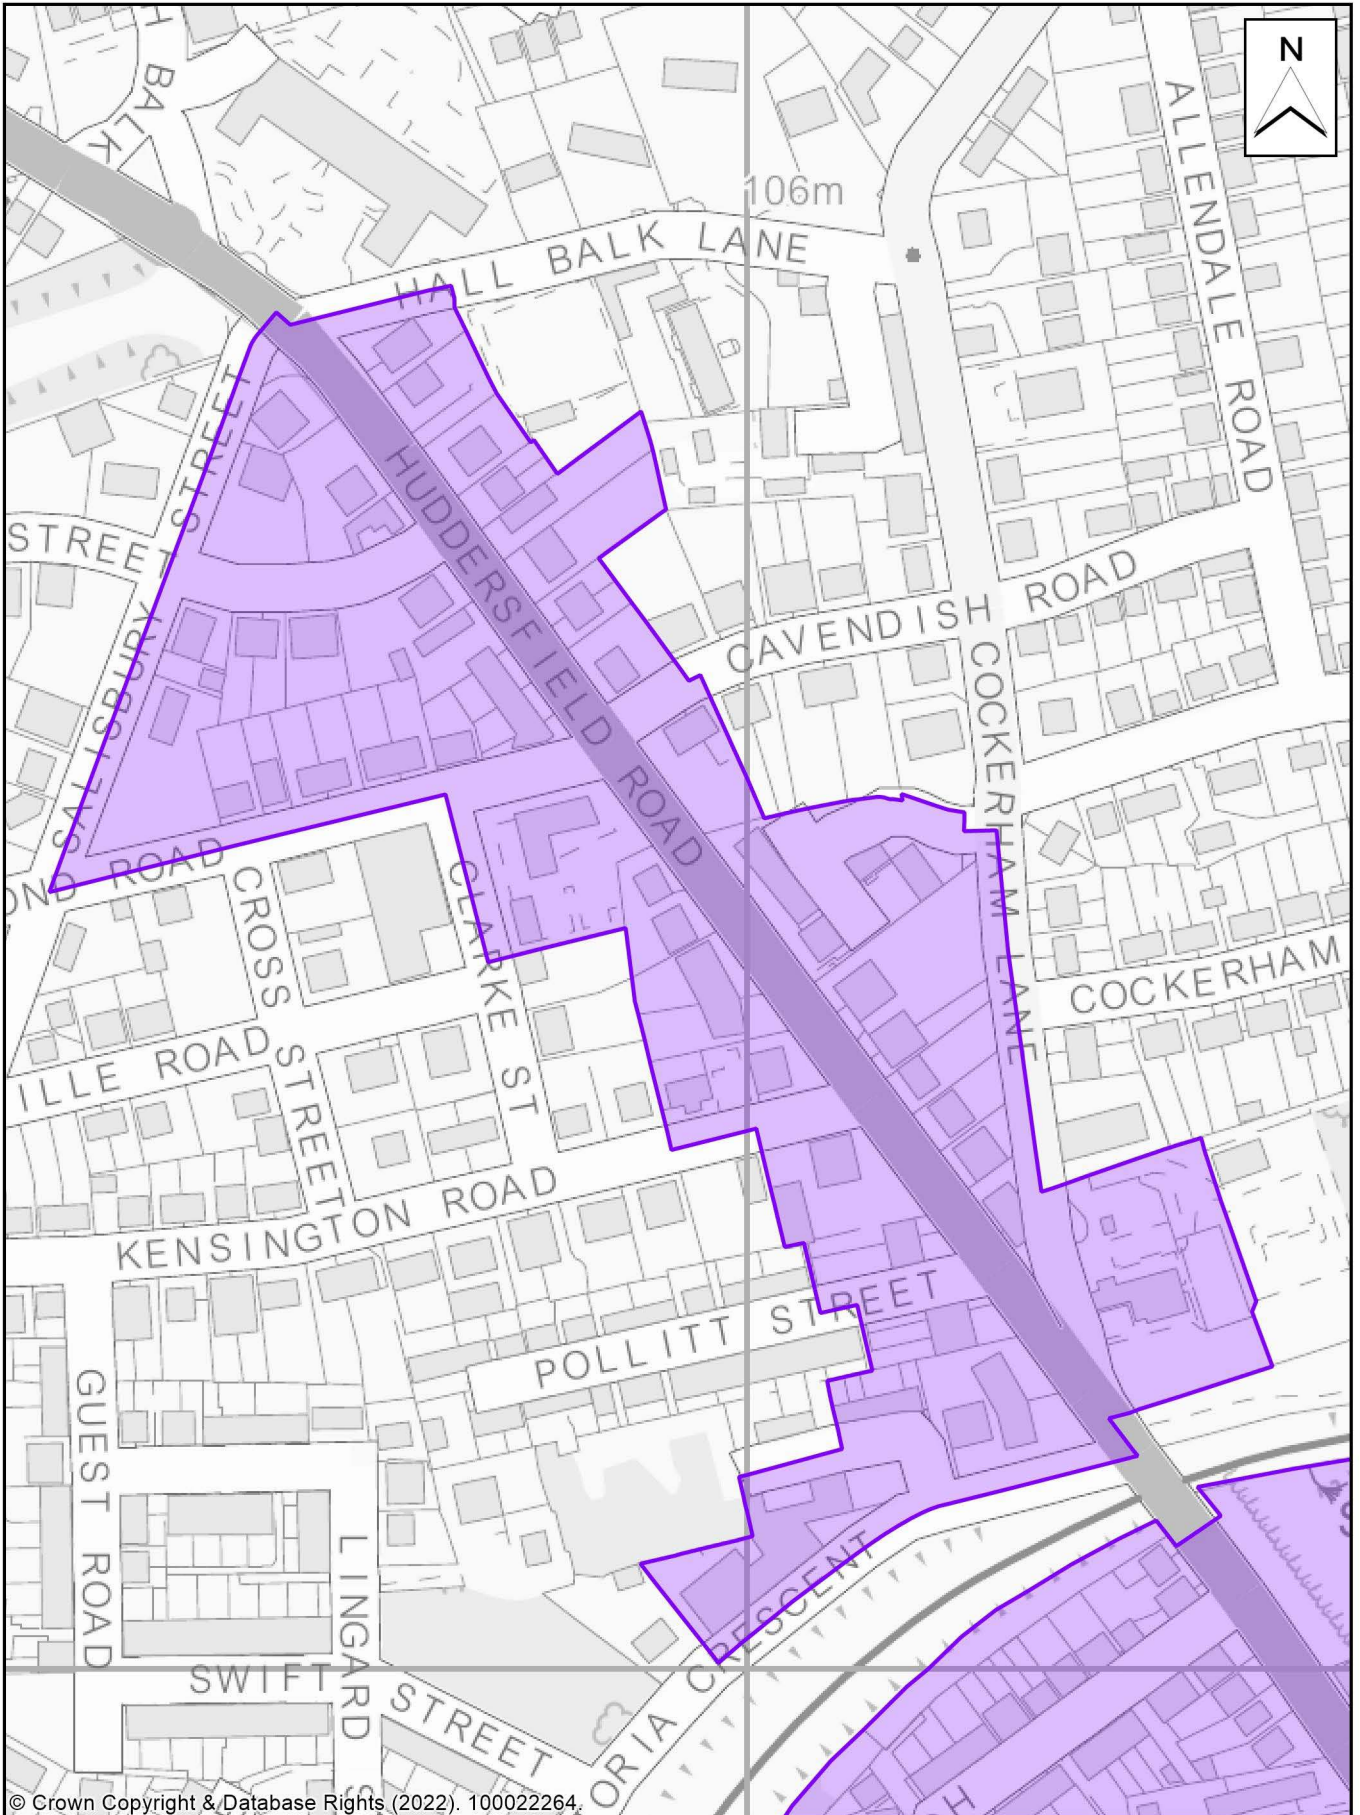 N
H
BALK
ALLENDALE ROAD
106m
HALL BALK LANE
STREET
SALISBURY STREET
HUDDERSFIELD ROAD
CAVENDISH ROAD
COCKERHAM LANE
OND ROAD
CROSS STREET
CLARKE ST
COCKERHAM
ILLE ROAD
KENSINGTON ROAD
POLLITT STREET
GUEST ROAD
LINGARD S
SWIFT STREET
ORIA CRESCENT
H
© Crown Copyright & Database Rights (2022). 100022264.